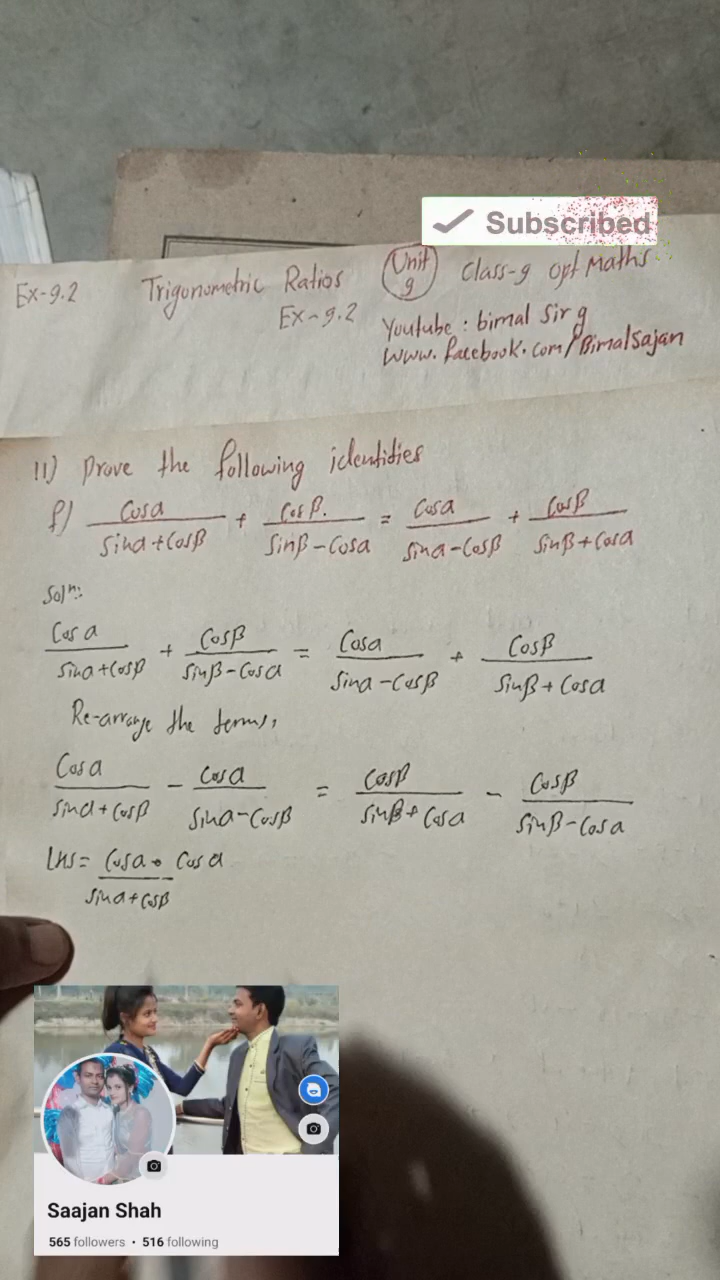 ✓ Subscribed
Ex-9.2 Trigonometric Ratios Unit 9 Class-9 opt Maths
Ex-9.2
Youtube : bimal Sir g
www.facebook.com/BimalSajan
11) prove the following identities
f) Cosα/(Sinα+Cosβ) + Cosβ./(Sinβ-Cosα) = Cosα/(Sinα-Cosβ) + Cosβ/(Sinβ+Cosα)
Solⁿ:
Cosα/(Sinα+Cosβ) + Cosβ/(Sinβ-Cosα) = Cosα/(Sinα-Cosβ) + Cosβ/(Sinβ+Cosα)
Re-arrange the terms,
Cosα/(Sinα+Cosβ) - Cosα/(Sinα-Cosβ) = Cosβ/(Sinβ+Cosα) - Cosβ/(Sinβ-Cosα)
LHS = Cosα • Cosα/(Sinα+Cosβ)
Saajan Shah
565 followers • 516 following